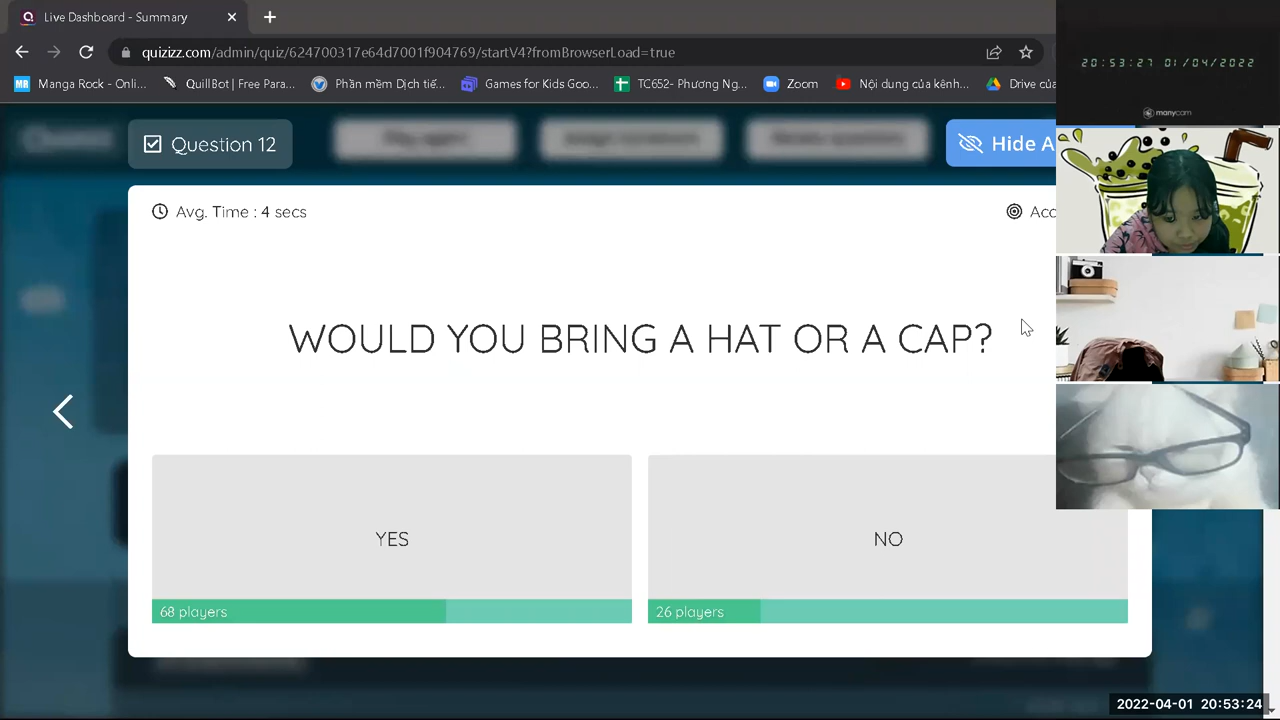 Live Dashboard - Summary
quizizz.com/admin/quiz/624700317e64d7001f904769/startV4?fromBrowserLoad=true
MR Manga Rock - Onli...
QuillBot | Free Para...
Phần mềm Dịch tiế...
Games for Kids Geo...
TC652- Phương Ng...
Zoom
Nội dung của kênh...
Drive của
20:53:27 01/04/2022
manycam
Question 12
Hide A
Avg. Time : 4 secs
Acc
WOULD YOU BRING A HAT OR A CAP?
YES
NO
68 players
26 players
2022-04-01 20:53:24